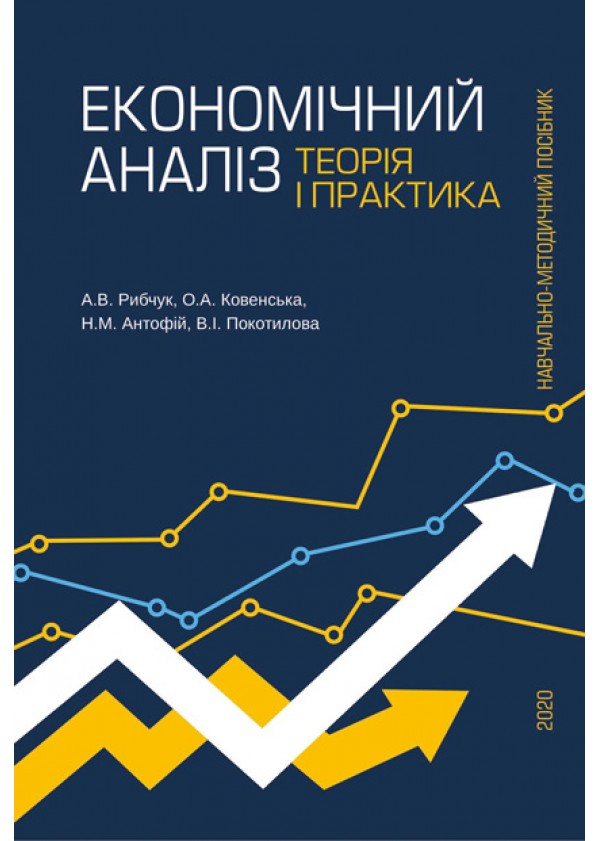 ЕКОНОМІЧНИЙ
АНАЛІЗ
ТЕОРІЯ
І ПРАКТИКА
А.В. Рибчук, О.А. Ковенська,
Н.М. Антофій, В.І. Покотилова
НАВЧАЛЬНО-МЕТОДИЧНИЙ ПОСІБНИК
2020